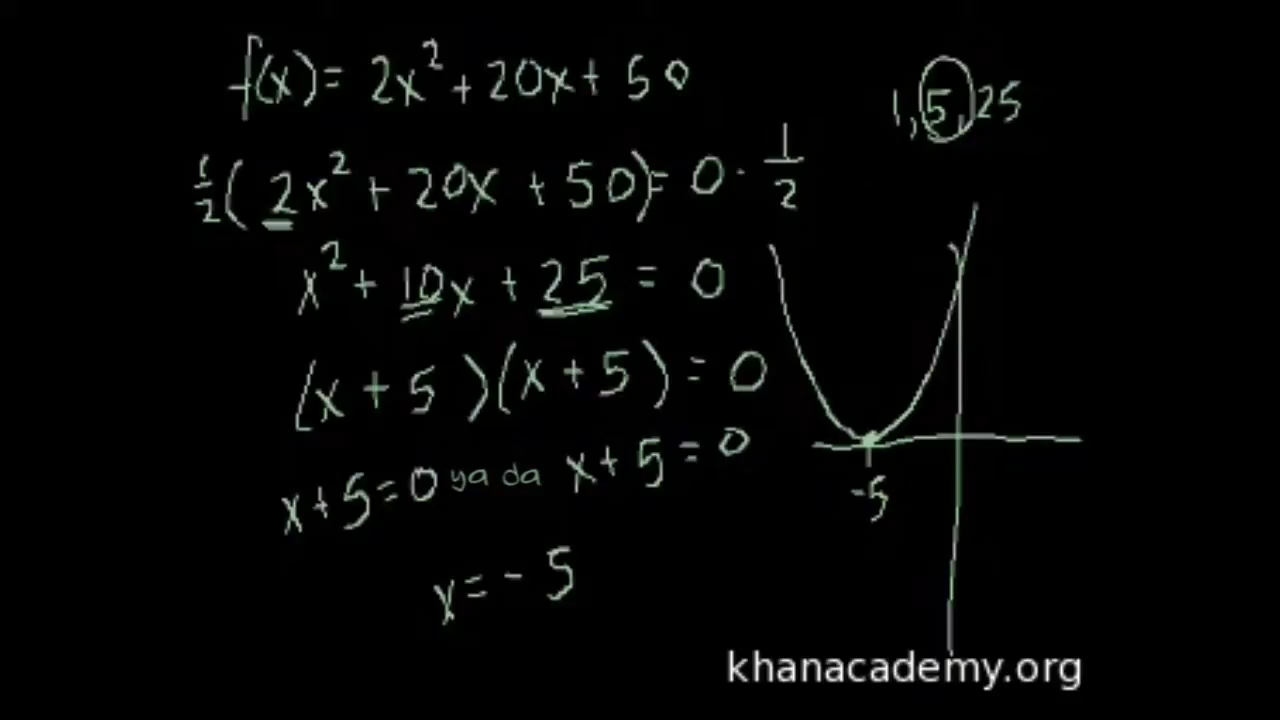 f(x) = 2x² + 20x + 50
1, 5, 25
1/2 (2x² + 20x + 50) = 0 · 1/2
x² + 10x + 25 = 0
(x + 5)(x + 5) = 0
x + 5 = 0 ya da x + 5 = 0
-5
x = -5
khanacademy.org